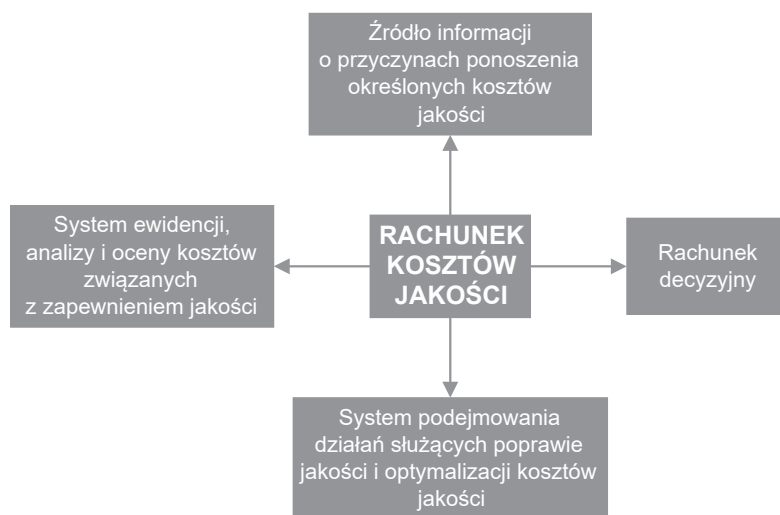 Źródło informacji
o przyczynach ponoszenia
określonych kosztów
jakości
System ewidencji,
analizy i oceny kosztów
związanych
z zapewnieniem jakości
RACHUNEK
KOSZTÓW
JAKOŚCI
Rachunek
decyzyjny
System podejmowania
działań służących poprawie
jakości i optymalizacji kosztów
jakości